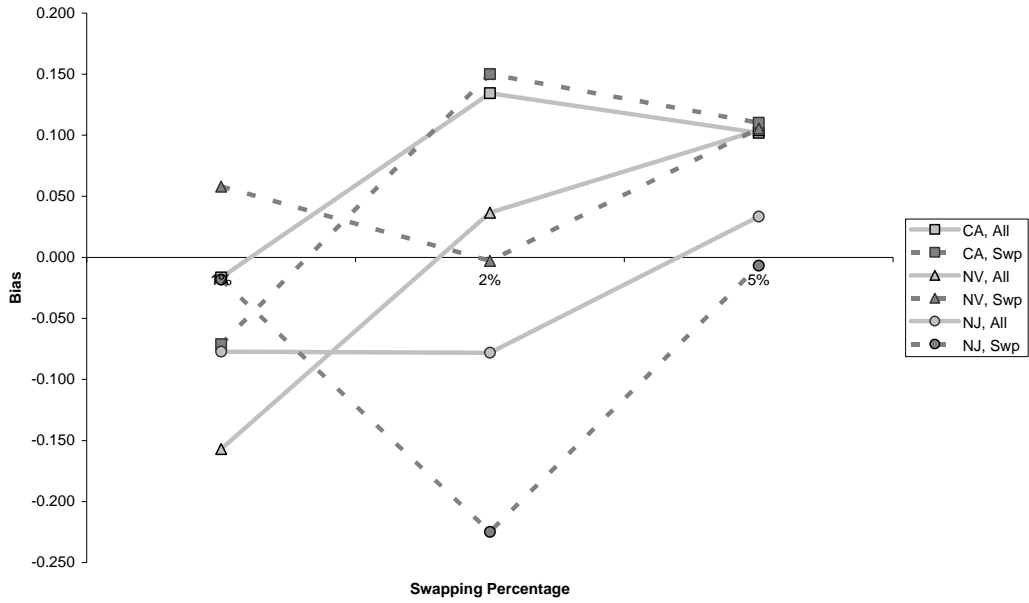 0.200
0.150
0.100
0.050
0.000
-0.050
-0.100
-0.150
-0.200
-0.250
Bias
1%
2%
5%
Swapping Percentage
CA, All
CA, Swp
NV, All
NV, Swp
NJ, All
NJ, Swp